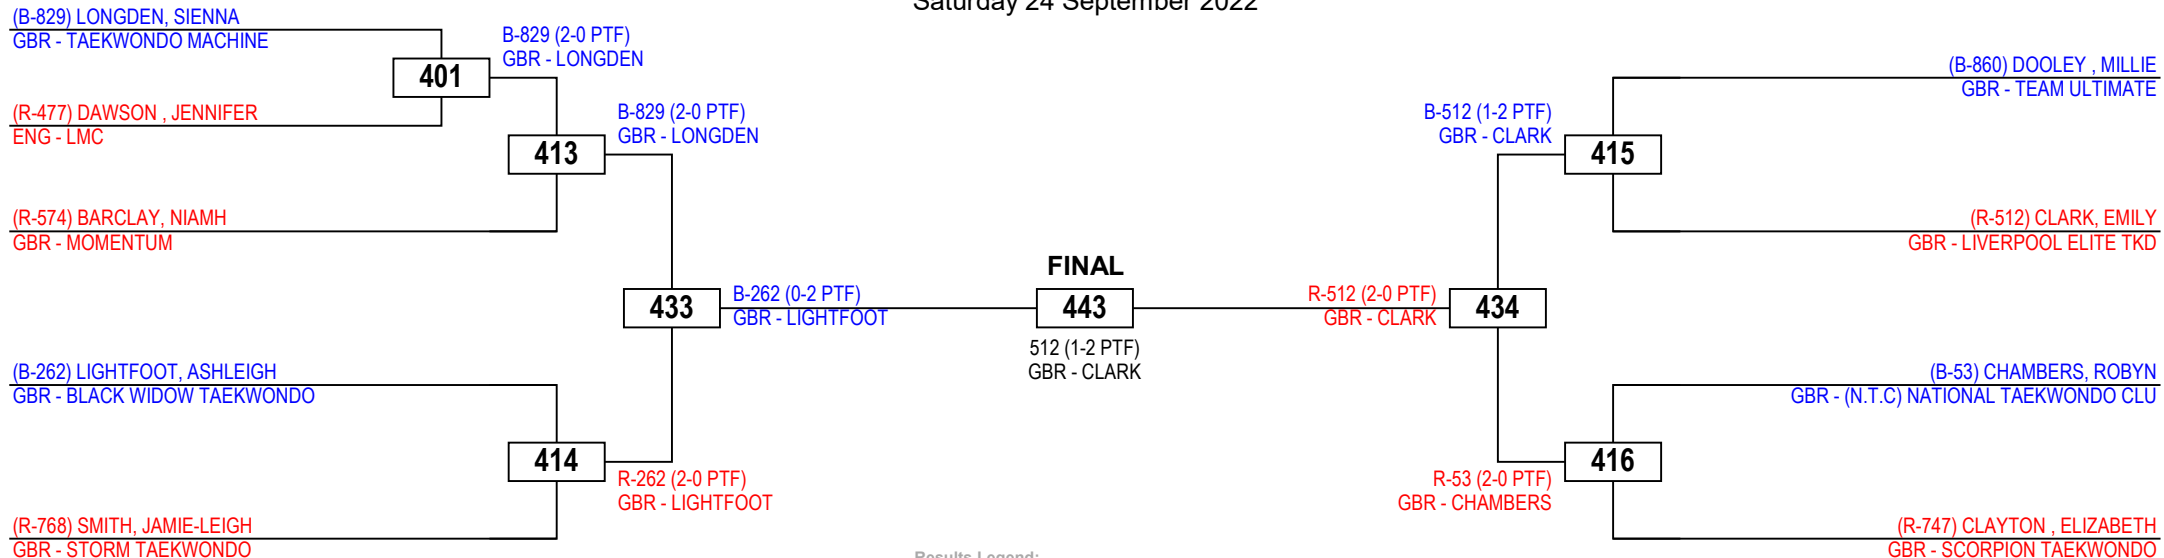 Saturday 24 September 2022
(B-829) LONGDEN, SIENNA
GBR - TAEKWONDO MACHINE
B-829 (2-0 PTF)
GBR - LONGDEN
401
(R-477) DAWSON , JENNIFER
ENG - LMC
B-829 (2-0 PTF)
GBR - LONGDEN
413
(R-574) BARCLAY, NIAMH
GBR - MOMENTUM
433
B-262 (0-2 PTF)
GBR - LIGHTFOOT
(B-262) LIGHTFOOT, ASHLEIGH
GBR - BLACK WIDOW TAEKWONDO
414
R-262 (2-0 PTF)
GBR - LIGHTFOOT
(R-768) SMITH, JAMIE-LEIGH
GBR - STORM TAEKWONDO
FINAL
443
512 (1-2 PTF)
GBR - CLARK
(B-860) DOOLEY , MILLIE
GBR - TEAM ULTIMATE
B-512 (1-2 PTF)
GBR - CLARK
415
(R-512) CLARK, EMILY
GBR - LIVERPOOL ELITE TKD
R-512 (2-0 PTF)
GBR - CLARK
434
(B-53) CHAMBERS, ROBYN
GBR - (N.T.C) NATIONAL TAEKWONDO CLU
416
R-53 (2-0 PTF)
GBR - CHAMBERS
(R-747) CLAYTON , ELIZABETH
GBR - SCORPION TAEKWONDO
Results Legend: